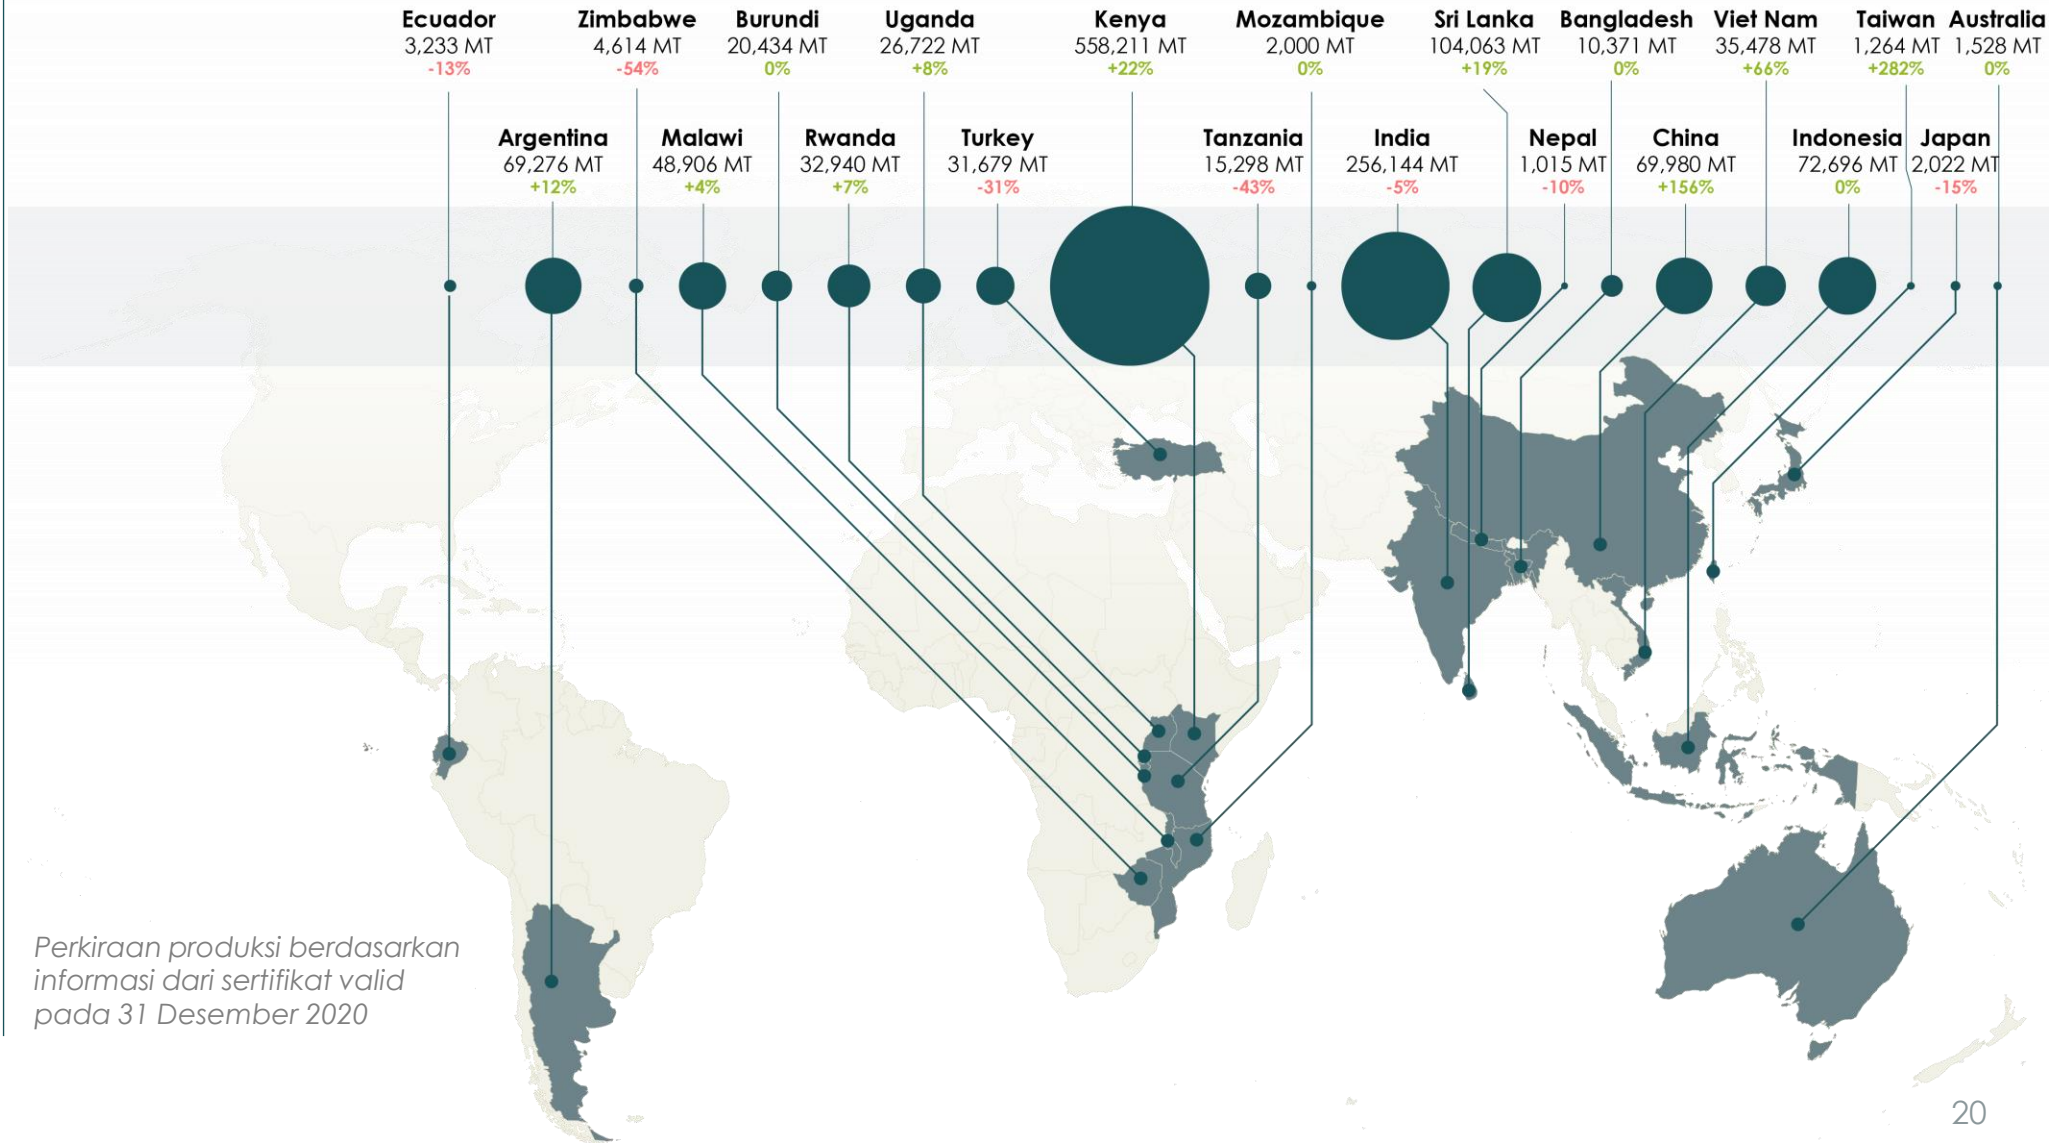 Ecuador
3,233 MT
-13%
Zimbabwe
4,614 MT
-54%
Burundi
20,434 MT
0%
Uganda
26,722 MT
+8%
Kenya
558,211 MT
+22%
Mozambique
2,000 MT
0%
Sri Lanka
104,063 MT
+19%
Bangladesh
10,371 MT
0%
Viet Nam
35,478 MT
+66%
Taiwan
1,264 MT
+282%
Australia
1,528 MT
0%
Argentina
69,276 MT
+12%
Malawi
48,906 MT
+4%
Rwanda
32,940 MT
+7%
Turkey
31,679 MT
-31%
Tanzania
15,298 MT
-43%
India
256,144 MT
-5%
Nepal
1,015 MT
-10%
China
69,980 MT
+156%
Indonesia
72,696 MT
0%
Japan
2,022 MT
-15%
Perkiraan produksi berdasarkan
informasi dari sertifikat valid
pada 31 Desember 2020
20